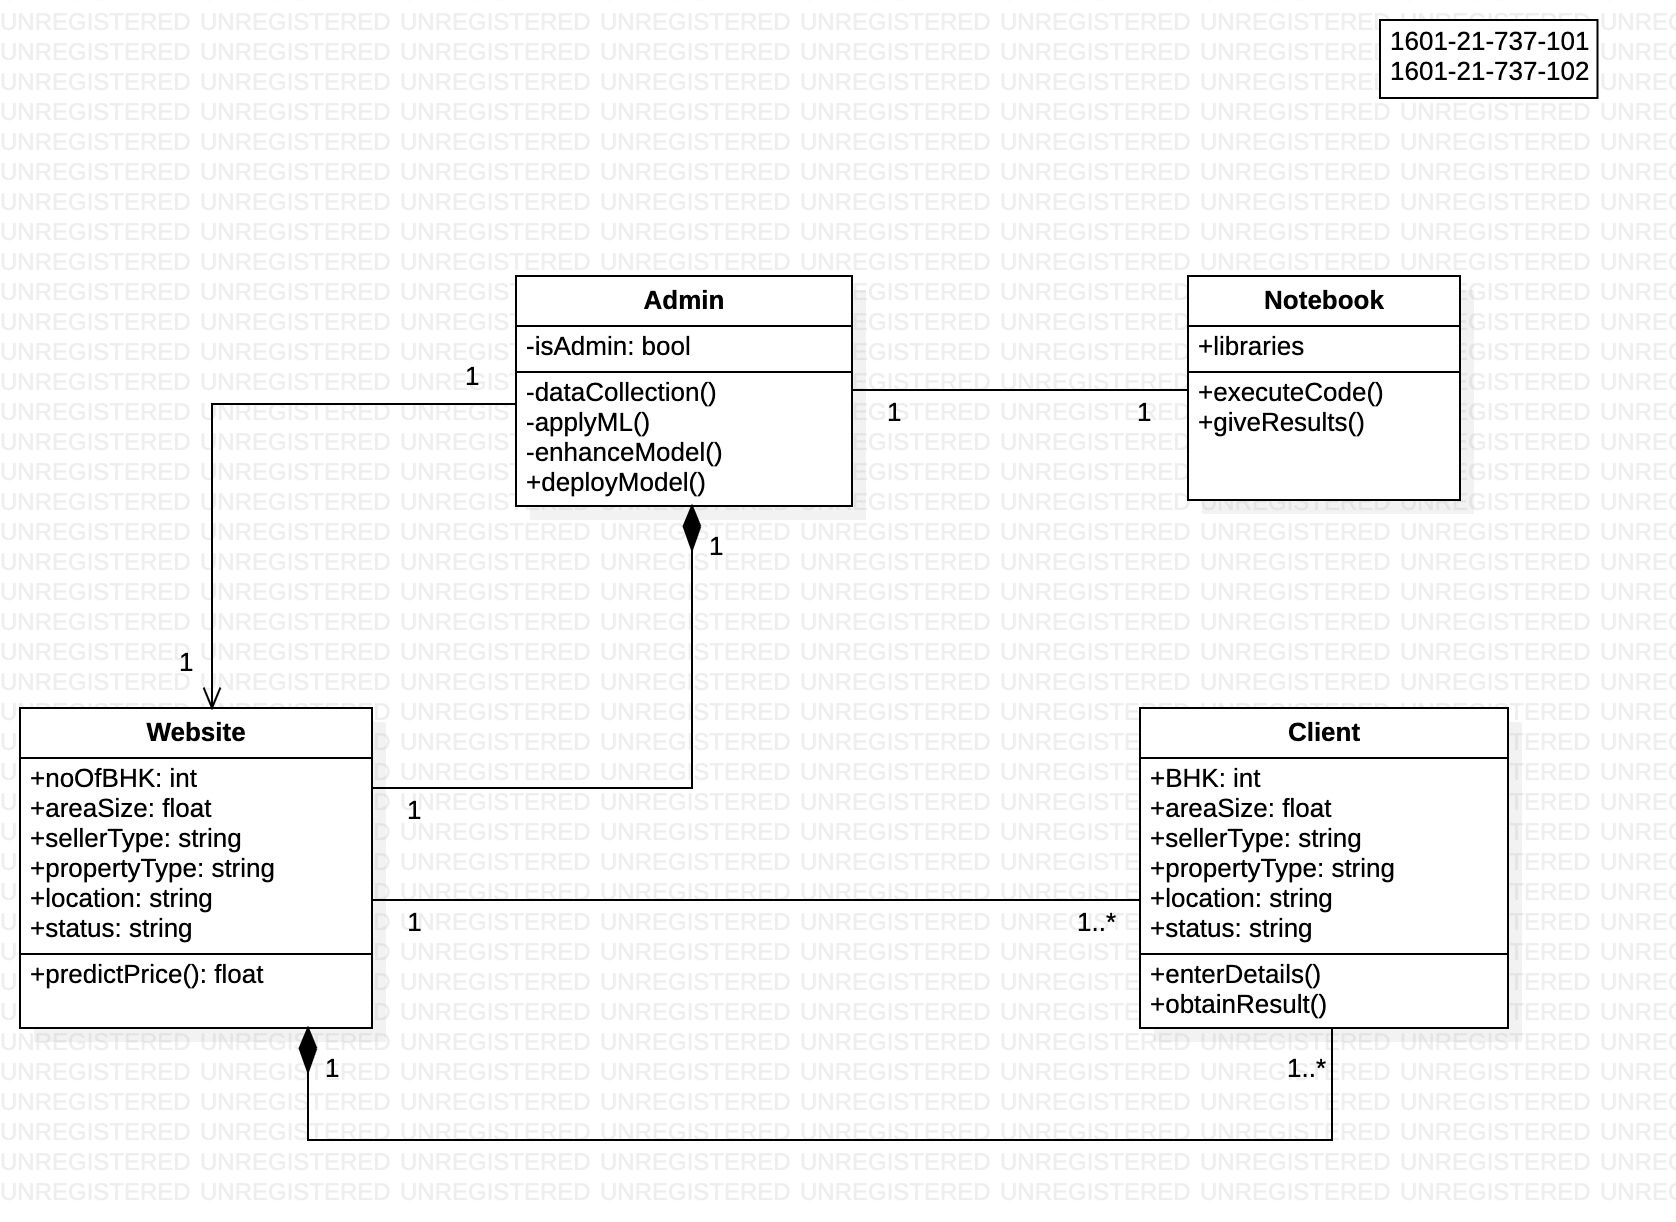 1601-21-737-101
1601-21-737-102
Admin
-isAdmin: bool
-dataCollection()
-applyML()
-enhanceModel()
+deployModel()
Notebook
+libraries
+executeCode()
+giveResults()
1
1
1
1
1
1
Website
+noOfBHK: int
+areaSize: float
+sellerType: string
+propertyType: string
+location: string
+status: string
+predictPrice(): float
Client
+BHK: int
+areaSize: float
+sellerType: string
+propertyType: string
+location: string
+status: string
+enterDetails()
+obtainResult()
1
1..*
1
1..*
UNREGISTERED